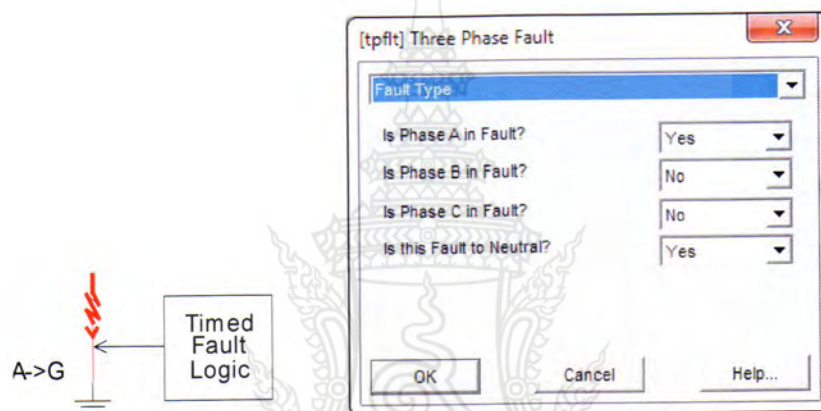 [tpflt] Three Phase Fault
Fault Type
Is Phase A in Fault? Yes
Is Phase B in Fault? No
Is Phase C in Fault? No
Is this Fault to Neutral? Yes
OK Cancel Help...
A->G
Timed
Fault
Logic